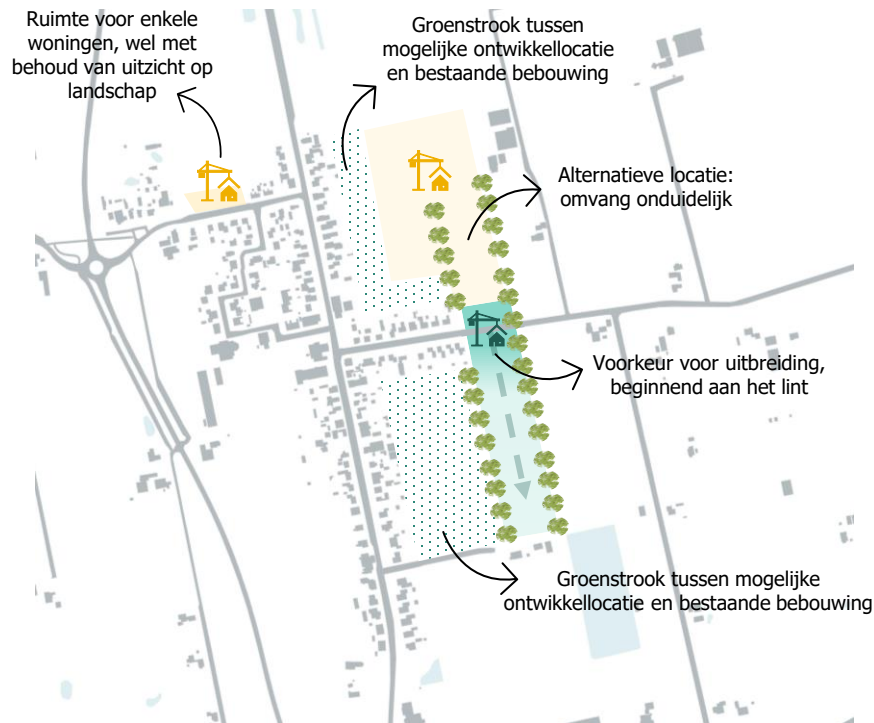 Ruimte voor enkele
woningen, wel met
behoud van uitzicht op
landschap
Groenstrook tussen
mogelijke ontwikkellocatie
en bestaande bebouwing
Alternatieve locatie:
omvang onduidelijk
Voorkeur voor uitbreiding,
beginnend aan het lint
Groenstrook tussen mogelijke
ontwikkellocatie en bestaande bebouwing